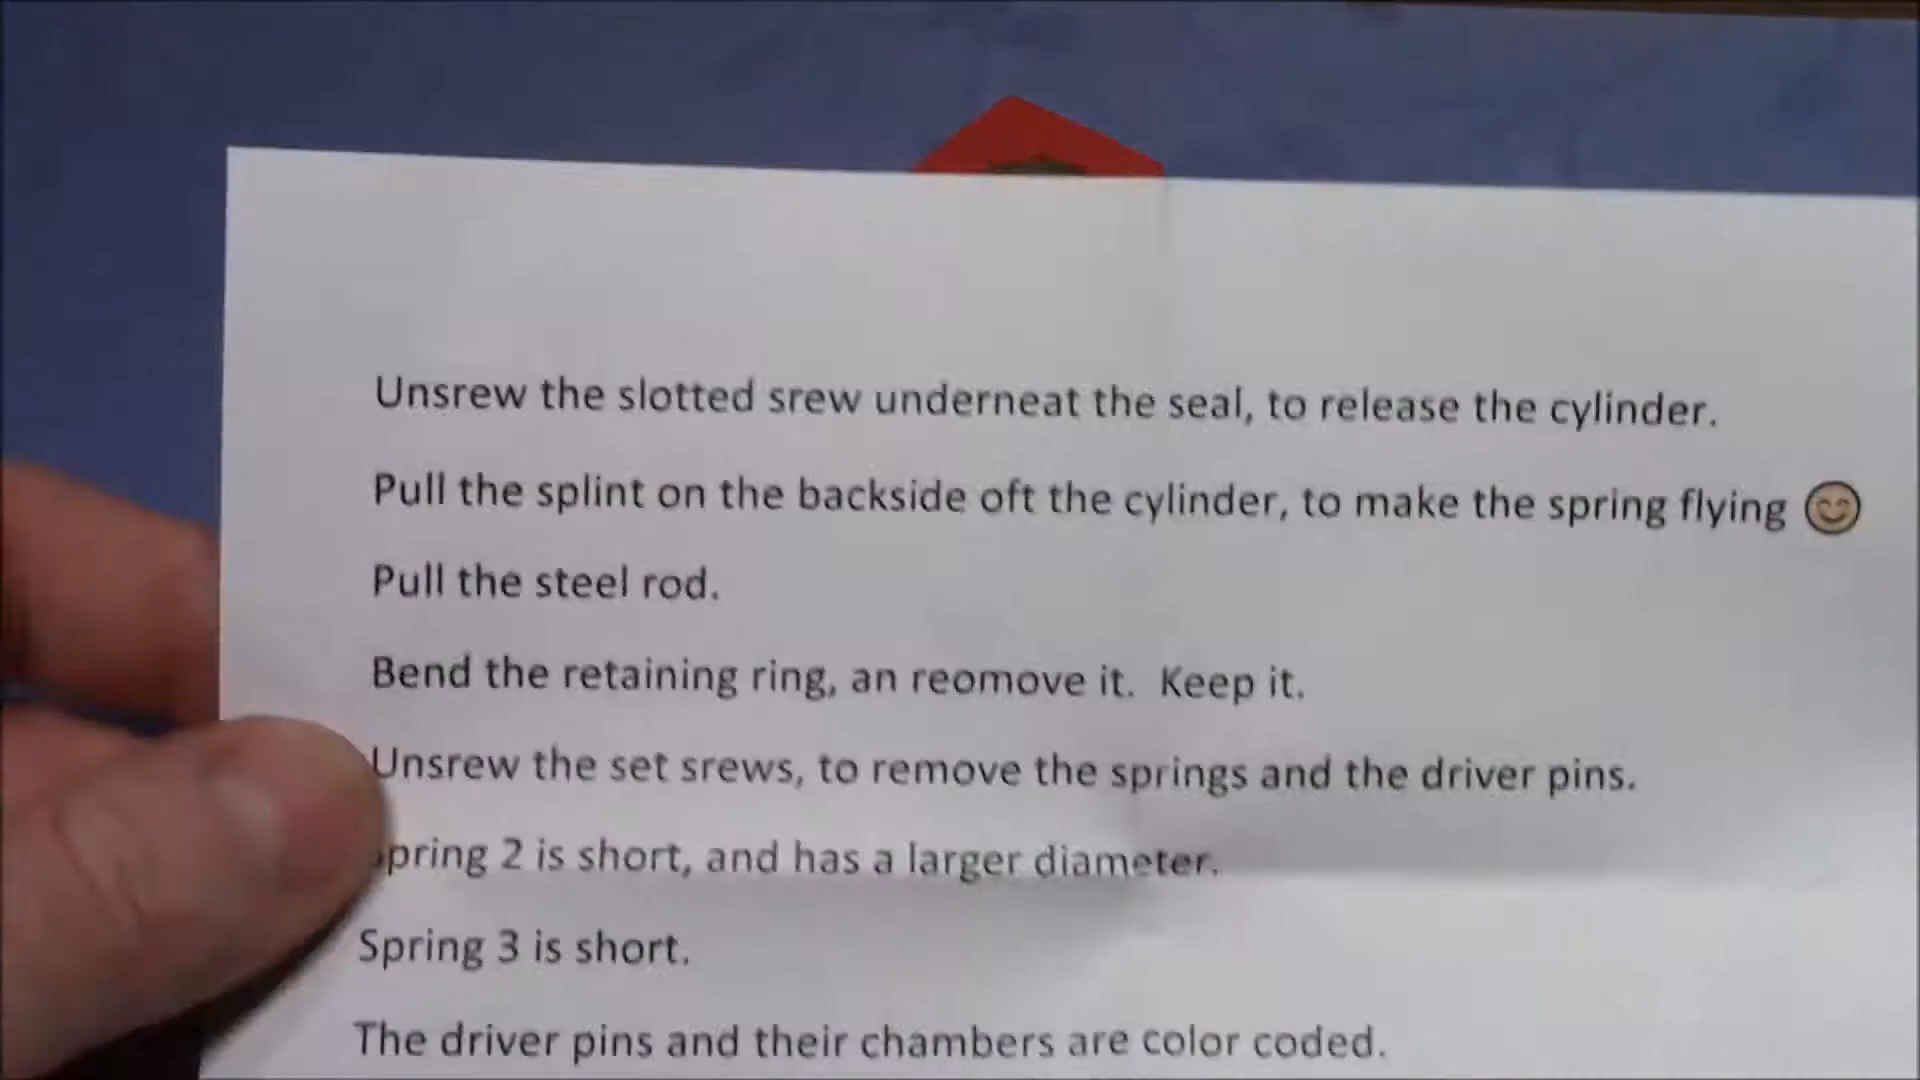 Unsrew the slotted srew underneat the seal, to release the cylinder.
Pull the splint on the backside oft the cylinder, to make the spring flying 😊
Pull the steel rod.
Bend the retaining ring, an reomove it. Keep it.
Unsrew the set srews, to remove the springs and the driver pins.
Spring 2 is short, and has a larger diameter.
Spring 3 is short.
The driver pins and their chambers are color coded.